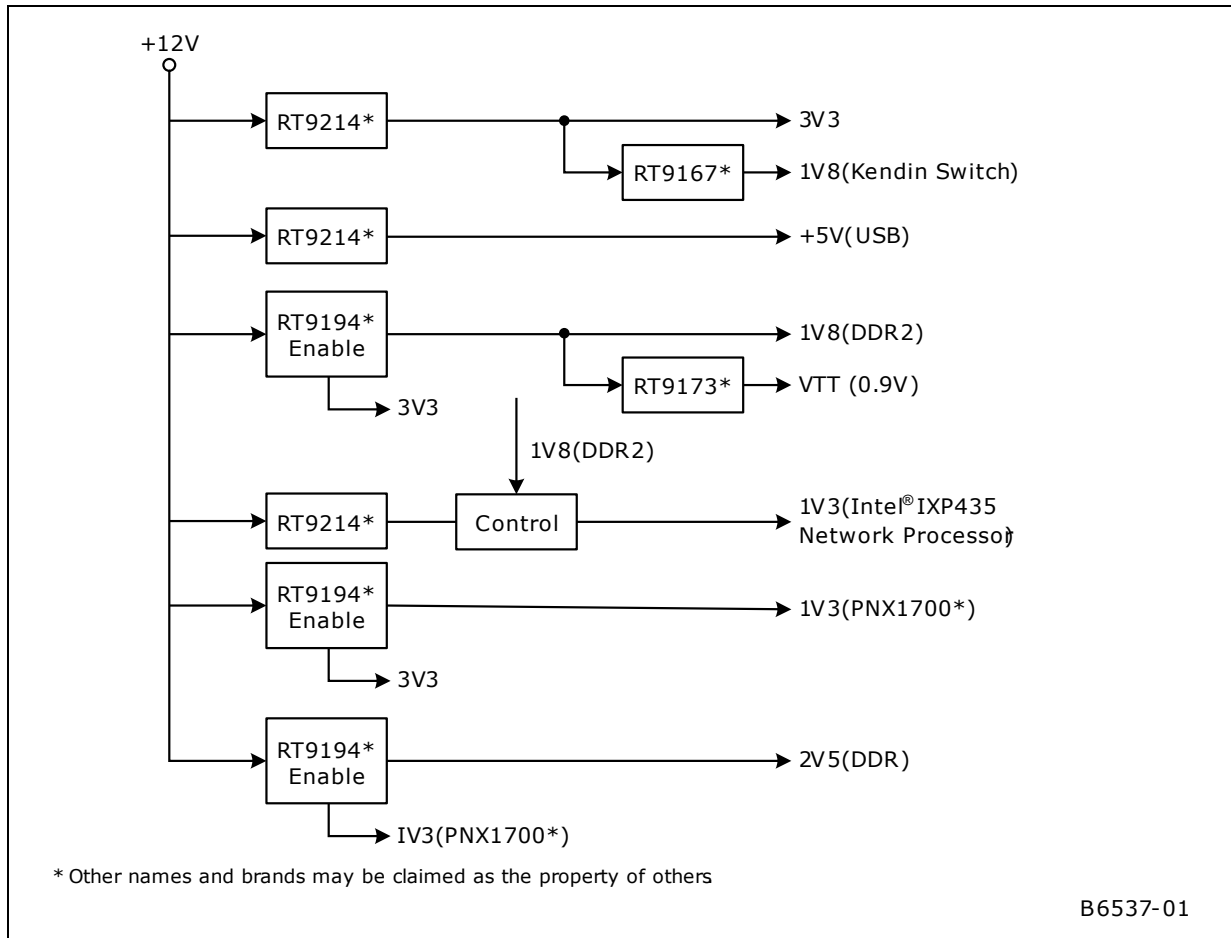 +12V
RT9214*
3V3
RT9167*
1V8(Kendin Switch)
RT9214*
+5V(USB)
RT9194*
Enable
1V8(DDR2)
RT9173*
VTT (0.9V)
3V3
1V8(DDR2)
RT9214*
Control
1V3(Intel® IXP435
Network Processor)
RT9194*
Enable
1V3(PNX1700*)
3V3
RT9194*
Enable
2V5(DDR)
IV3(PNX1700*)
* Other names and brands may be claimed as the property of others.
B6537-01